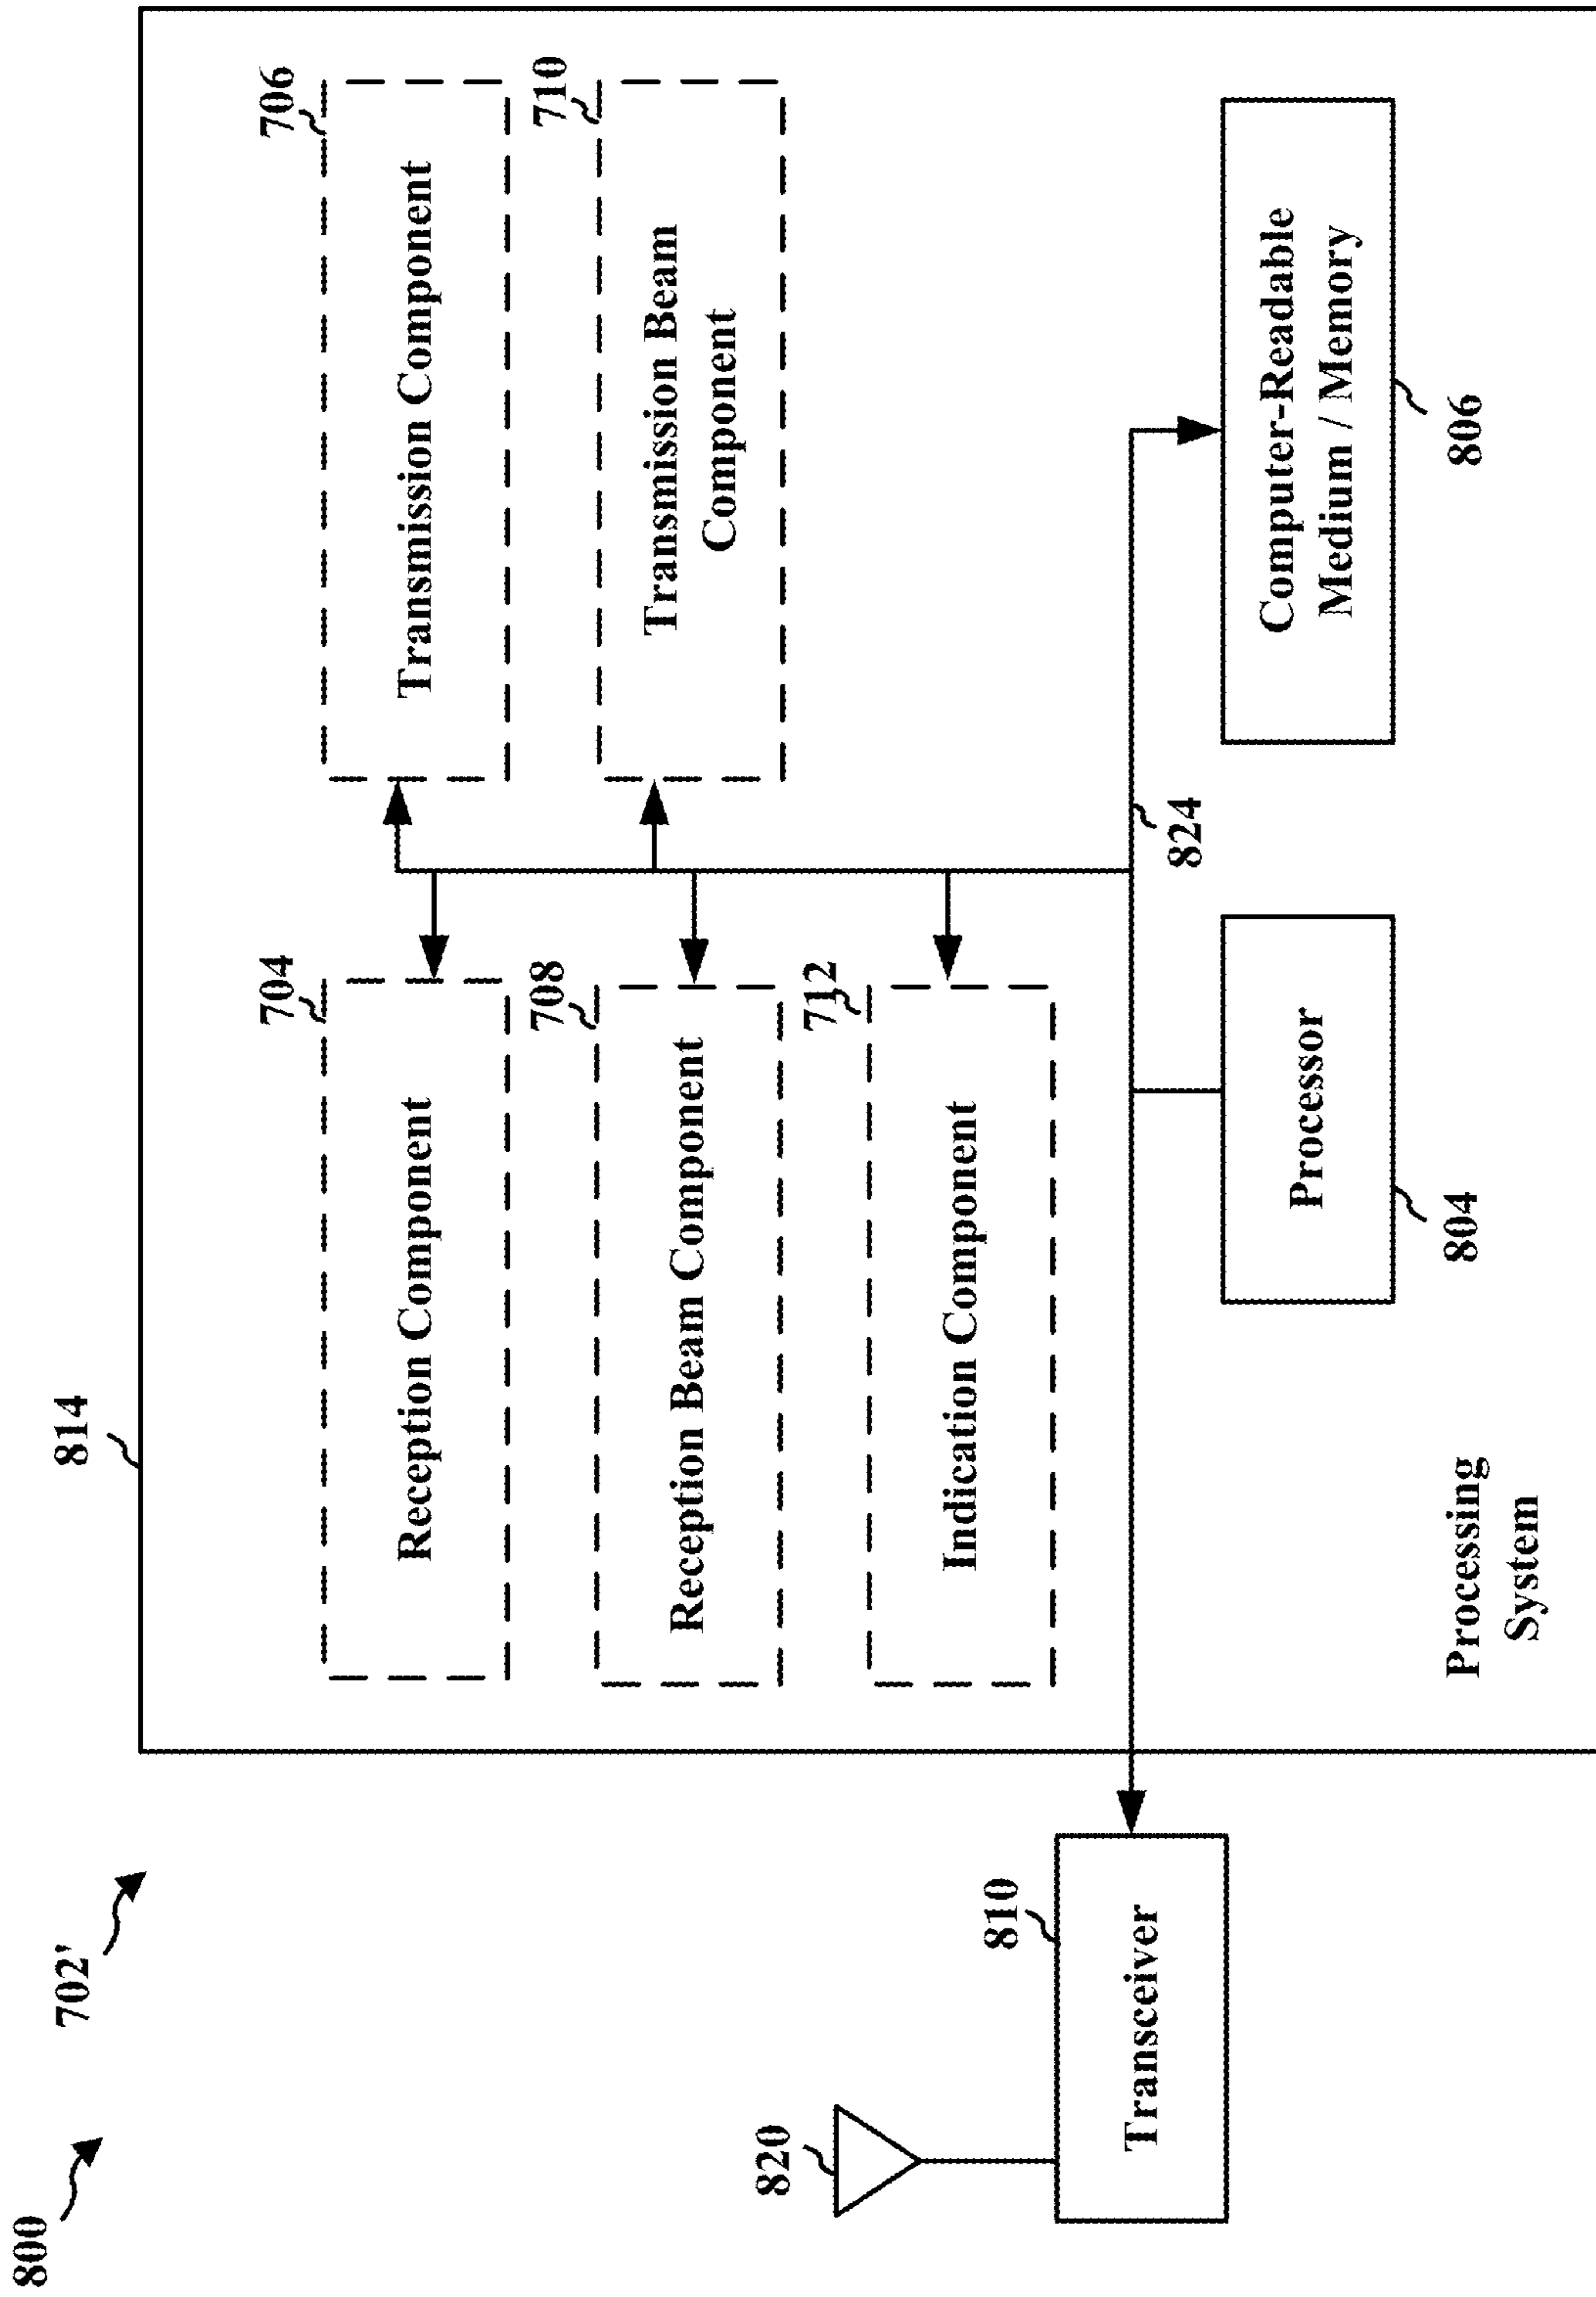 800
702'
814
704
Reception Component
706
Transmission Component
708
Reception Beam Component
710
Transmission Beam
Component
712
Indication Component
820
810
Transceiver
824
Processor
804
Computer-Readable
Medium / Memory
806
Processing
System